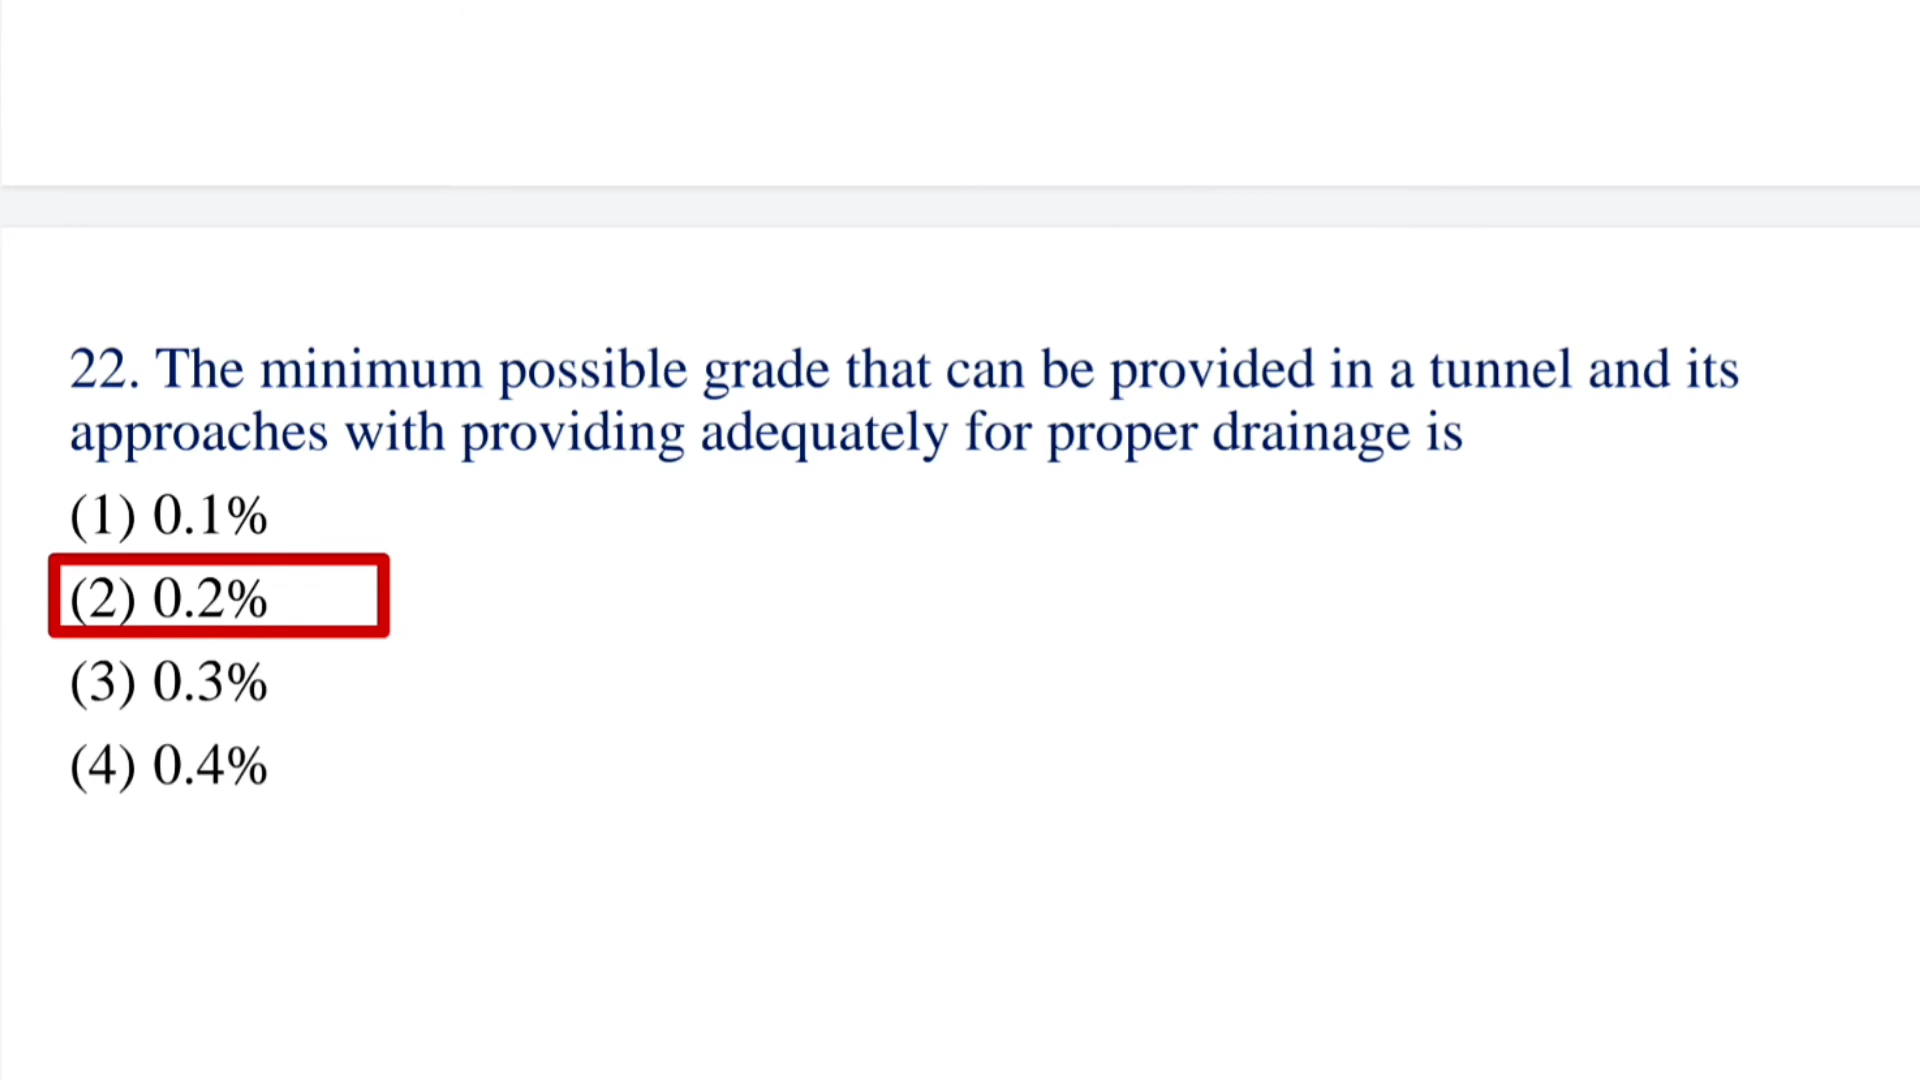 22. The minimum possible grade that can be provided in a tunnel and its
approaches with providing adequately for proper drainage is
(1) 0.1%
(2) 0.2%
(3) 0.3%
(4) 0.4%